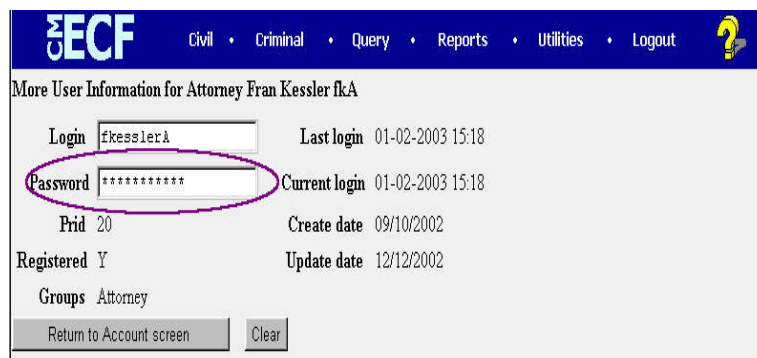 CM ECF Civil • Criminal • Query • Reports • Utilities • Logout ?
More User Information for Attorney Fran Kessler fkA
Login fkesslerA Last login 01-02-2003 15:18
Password *********** Current login 01-02-2003 15:18
Prid 20 Create date 09/10/2002
Registered Y Update date 12/12/2002
Groups Attorney
Return to Account screen Clear